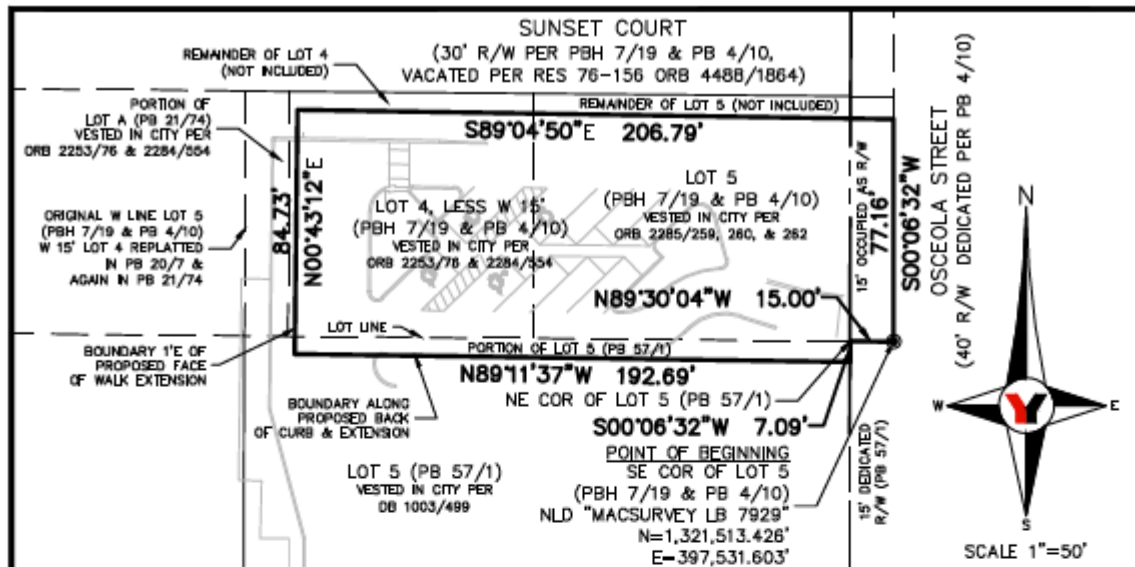 SUNSET COURT
(30' R/W PER PBH 7/19 & PB 4/10,
VACATED PER RES 76-156 ORB 4488/1864)
REMAINDER OF LOT 4
(NOT INCLUDED)
REMAINDER OF LOT 5 (NOT INCLUDED)
PORTION OF
LOT A (PB 21/74)
VESTED IN CITY PER
ORB 2253/76 & 2284/554
S89°04'50"E 206.79'
ORIGINAL W LINE LOT 5
(PBH 7/19 & PB 4/10)
W 15' LOT 4 REPLATTED
IN PB 20/7 &
AGAIN IN PB 21/74
84.73'
N00°43'12"E
LOT 4, LESS W 15'
(PBH 7/19 & PB 4/10)
VESTED IN CITY PER
ORB 2253/76 & 2284/554
LOT 5
(PBH 7/19 & PB 4/10)
VESTED IN CITY PER
ORB 2285/259, 260, & 262
15' OCCUPIED AS R/W
77.16'
S00°06'32"W
OSCEOLA STREET
(40' R/W DEDICATED PER PB 4/10)
N89°30'04"W 15.00'
LOT LINE
PORTION OF LOT 5 (PB 57/1)
BOUNDARY 1'E OF
PROPOSED FACE
OF WALK EXTENSION
N89°11'37"W 192.69'
NE COR OF LOT 5 (PB 57/1)
BOUNDARY ALONG
PROPOSED BACK
OF CURB & EXTENSION
S00°06'32"W 7.09'
LOT 5 (PB 57/1)
VESTED IN CITY PER
DB 1003/499
POINT OF BEGINNING
SE COR OF LOT 5
(PBH 7/19 & PB 4/10)
NLD "MACSURVEY LB 7929"
N=1,321,513.426'
E=397,531.603'
15' DEDICATED
R/W (PB 57/1)
N
W
E
S
SCALE 1"=50'